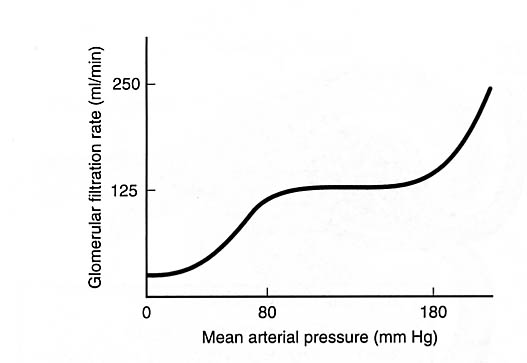 Glomerular filtration rate (ml/min)
250
125
0
80
180
Mean arterial pressure (mm Hg)